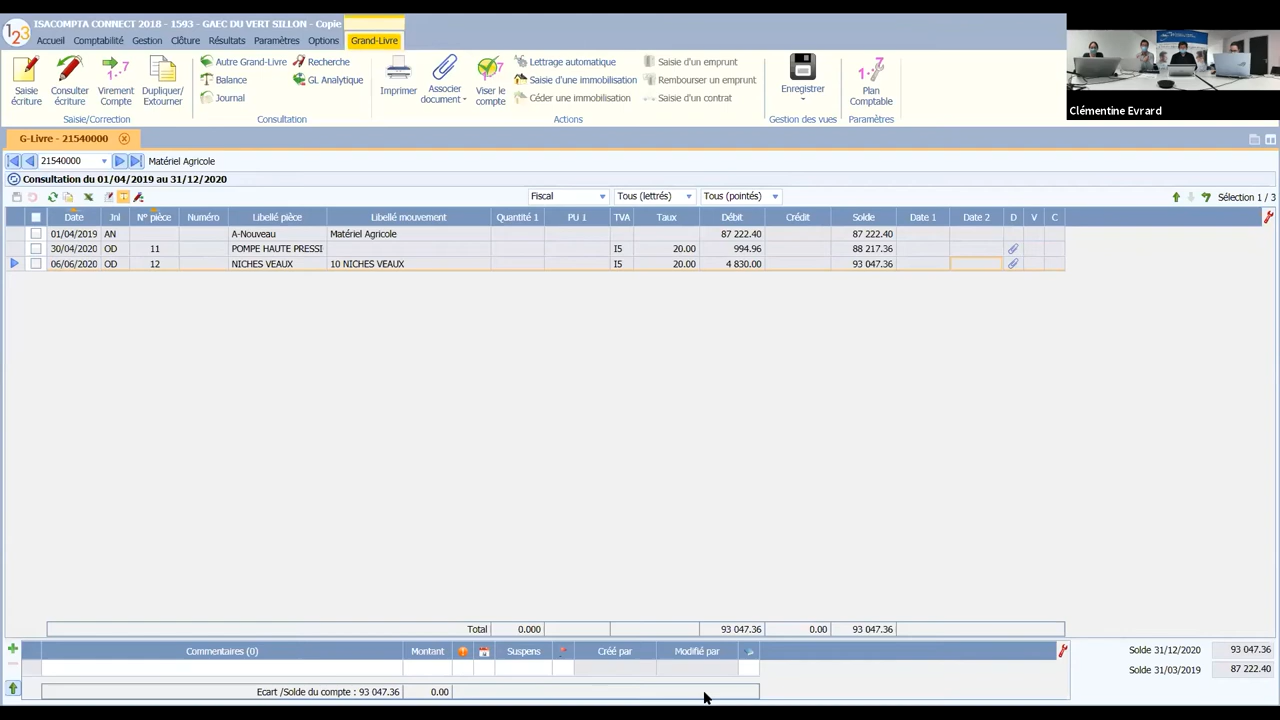 ISACOMPTA CONNECT 2018 - 1593 - GAEC DU VERT SILLON - Copie
123
Accueil Comptabilité Gestion Clôture Résultats Paramètres Options Grand-Livre
Saisie écriture
Consulter écriture
Virement Compte
Dupliquer/ Extourner
Saisie/Correction
Autre Grand-Livre Recherche
Balance GL Analytique
Journal
Consultation
Imprimer
Associer document
Viser le compte
Lettrage automatique Saisie d'un emprunt
Saisie d'une immobilisation Rembourser un emprunt
Céder une immobilisation Saisie d'un contrat
Actions
Enregistrer
Gestion des vues
Plan Comptable
Paramètres
Clémentine Evrard
G-Livre - 21540000
21540000 Matériel Agricole
Consultation du 01/04/2019 au 31/12/2020
Fiscal Tous (lettrés) Tous (pointés) Sélection 1 / 3
Date Jnl N° pièce Numéro Libellé pièce Libellé mouvement Quantité 1 PU 1 TVA Taux Débit Crédit Solde Date 1 Date 2 D V C
01/04/2019 AN A-Nouveau Matériel Agricole 87 222.40 87 222.40
30/04/2020 OD 11 POMPE HAUTE PRESSI I5 20.00 994.96 88 217.36
06/06/2020 OD 12 NICHES VEAUX 10 NICHES VEAUX I5 20.00 4 830.00 93 047.36
Total 0.000 93 047.36 0.00 93 047.36
Commentaires (0) Montant Suspens Créé par Modifié par
Solde 31/12/2020 93 047.36
Solde 31/03/2019 87 222.40
Ecart /Solde du compte : 93 047.36 0.00